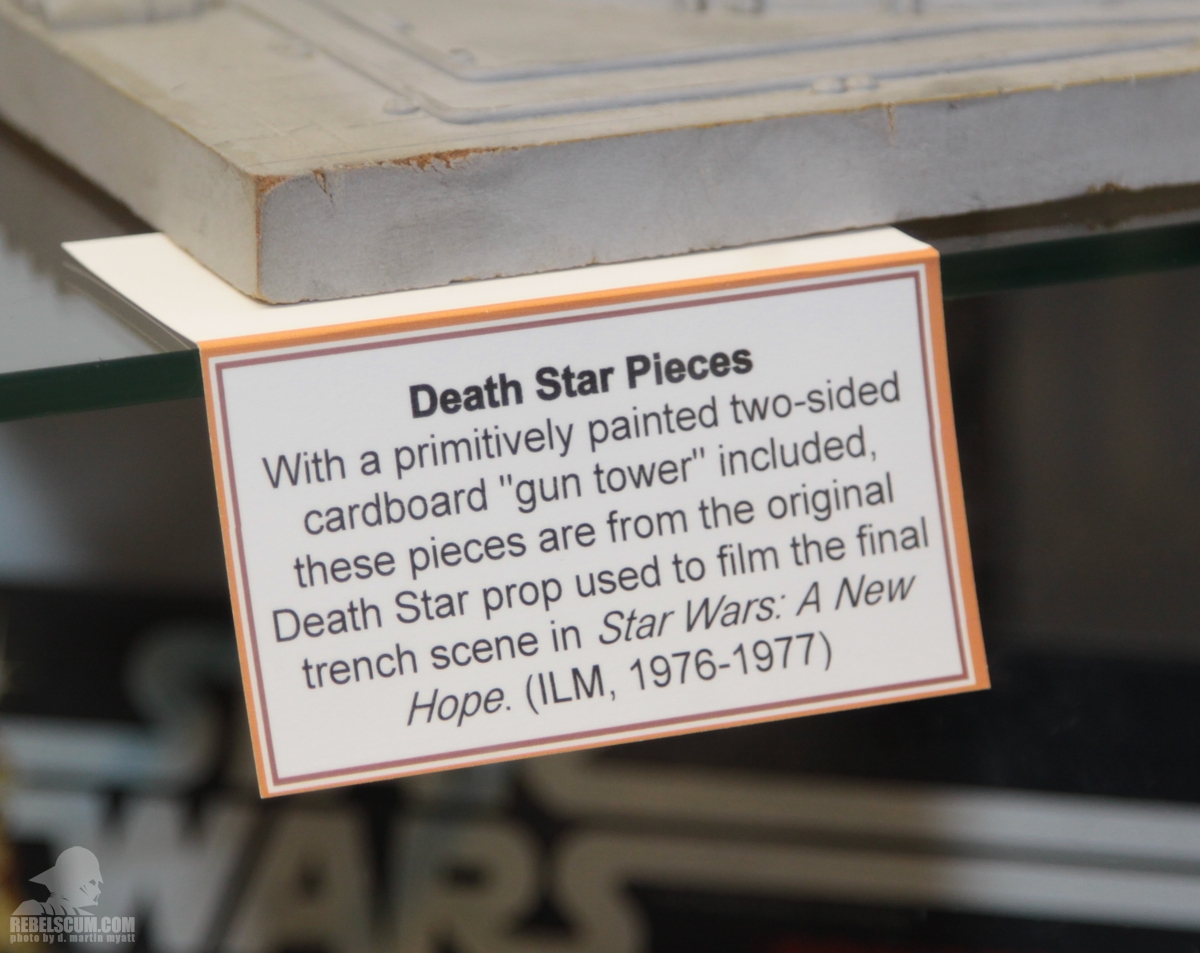 Death Star Pieces
With a primitively painted two-sided
cardboard "gun tower" included,
these pieces are from the original
Death Star prop used to film the final
trench scene in Star Wars: A New
Hope. (ILM, 1976-1977)
WARS
REBELSCUM.COM
photo by d. martin myatt